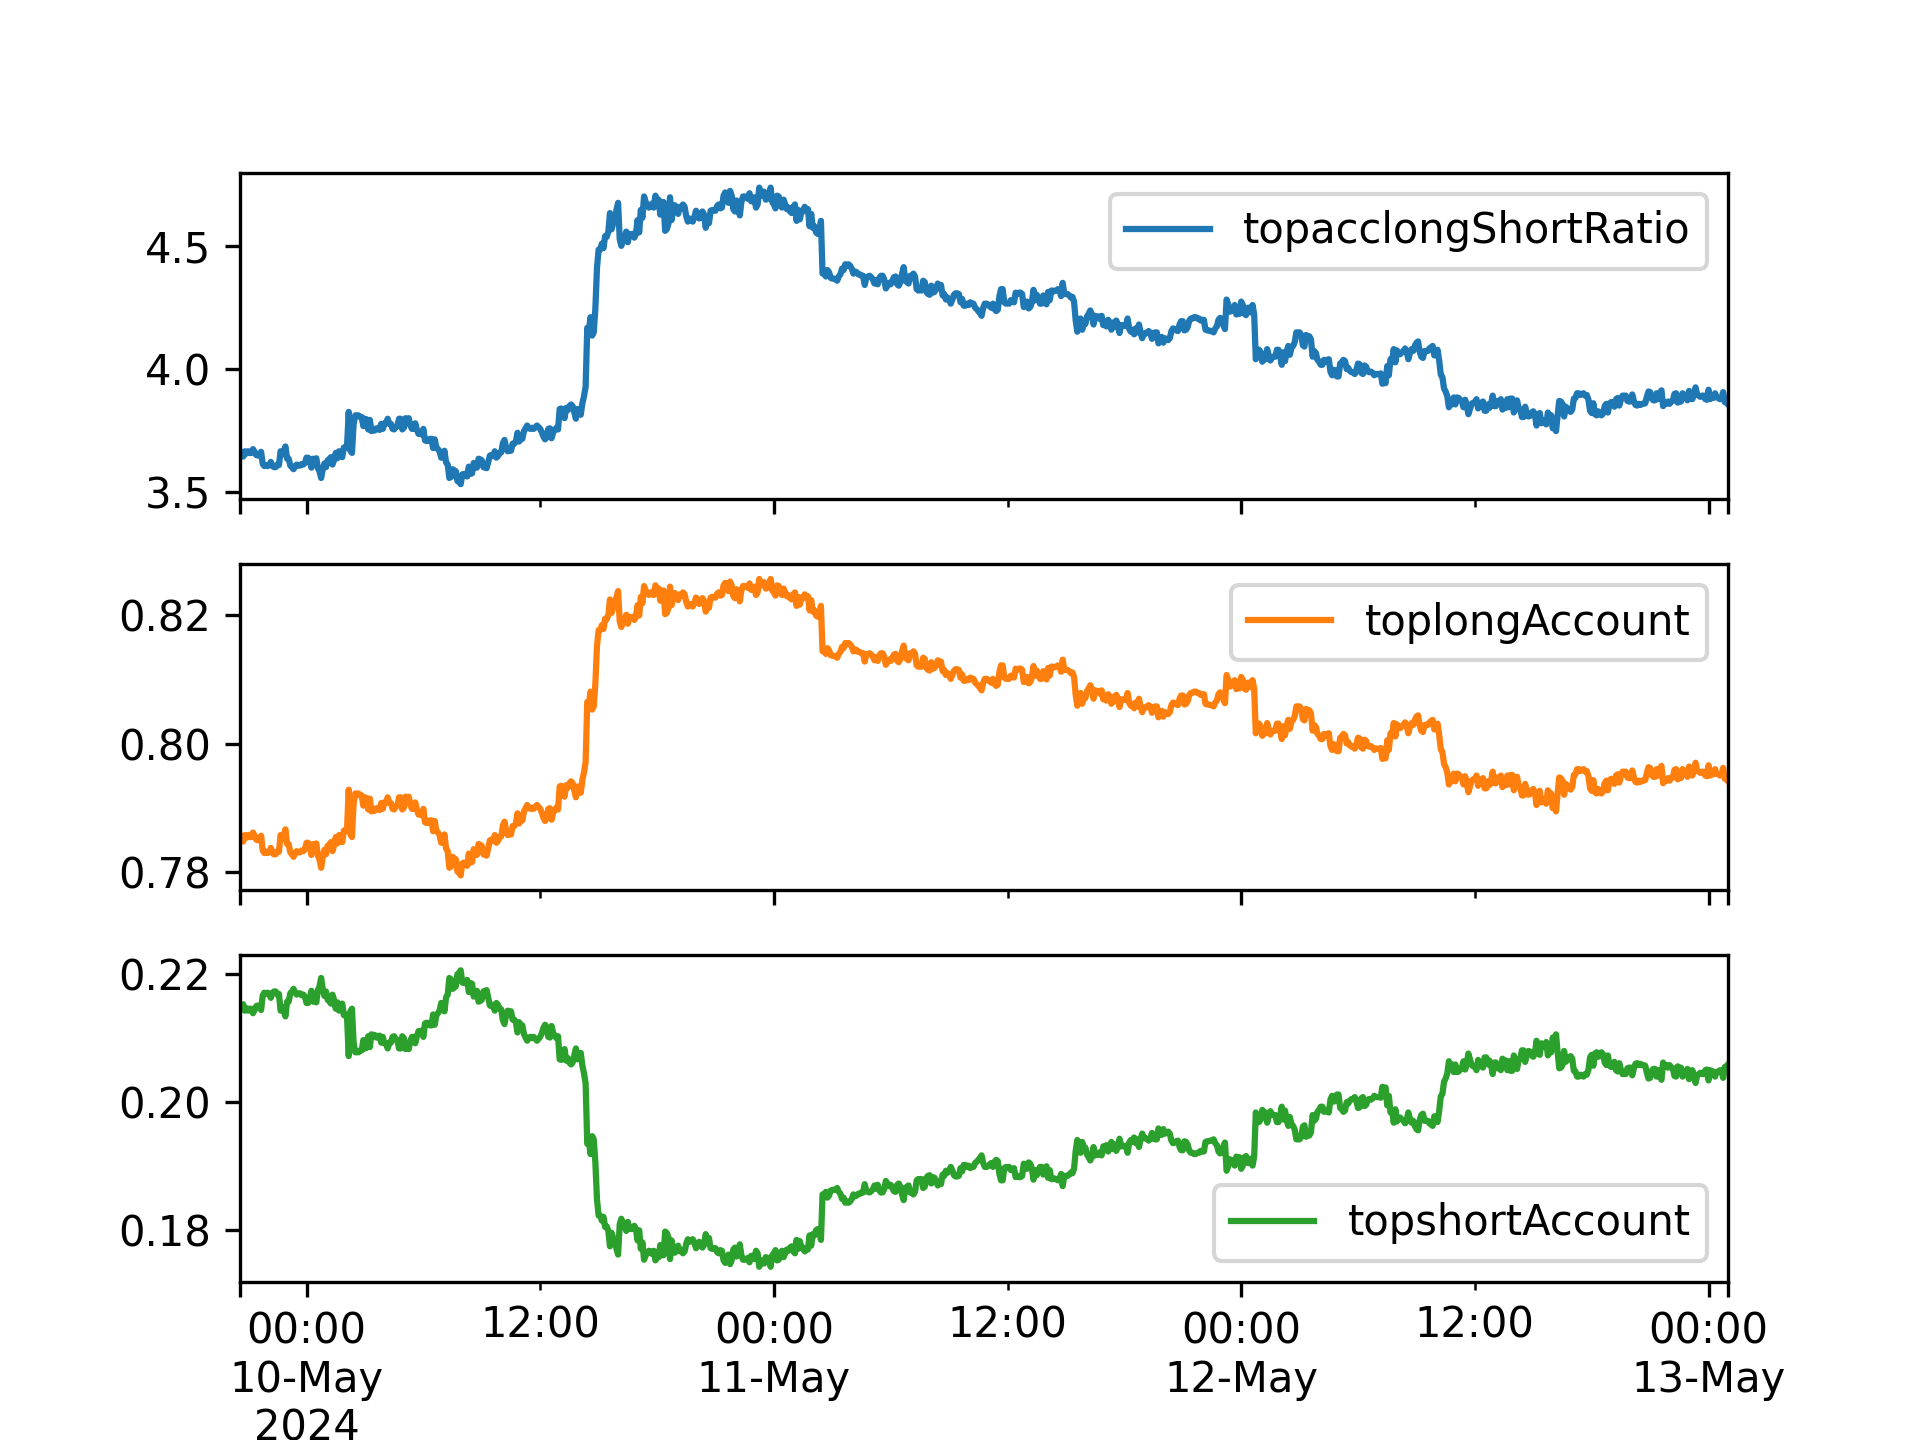 topacclongShortRatio
4.5
4.0
3.5
toplongAccount
0.82
0.80
0.78
0.22
0.20
0.18
topshortAccount
00:00 12:00 00:00 12:00 00:00 12:00 00:00
10-May 11-May 12-May 13-May
2024